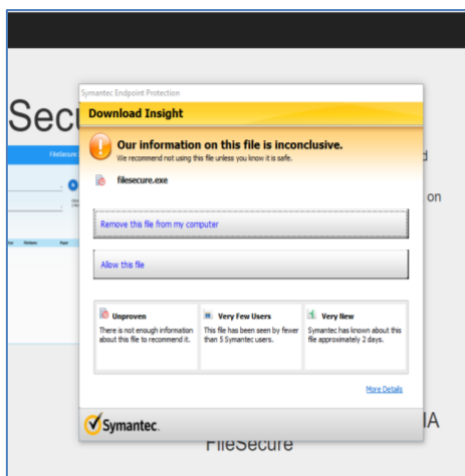 Symantec Endpoint Protection
Secu
Download Insight
Our information on this file is inconclusive.
We recommend not using this file unless you know it is safe.
FileSecure
filesecure.exe
on
Remove this file from my computer
Allow this file
Unproven
There is not enough information
about this file to recommend it.
Very Few Users
This file has been seen by fewer
than 5 Symantec users.
Very New
Symantec has known about this
file approximately 2 days.
More Details
Symantec.
IA
FileSecure